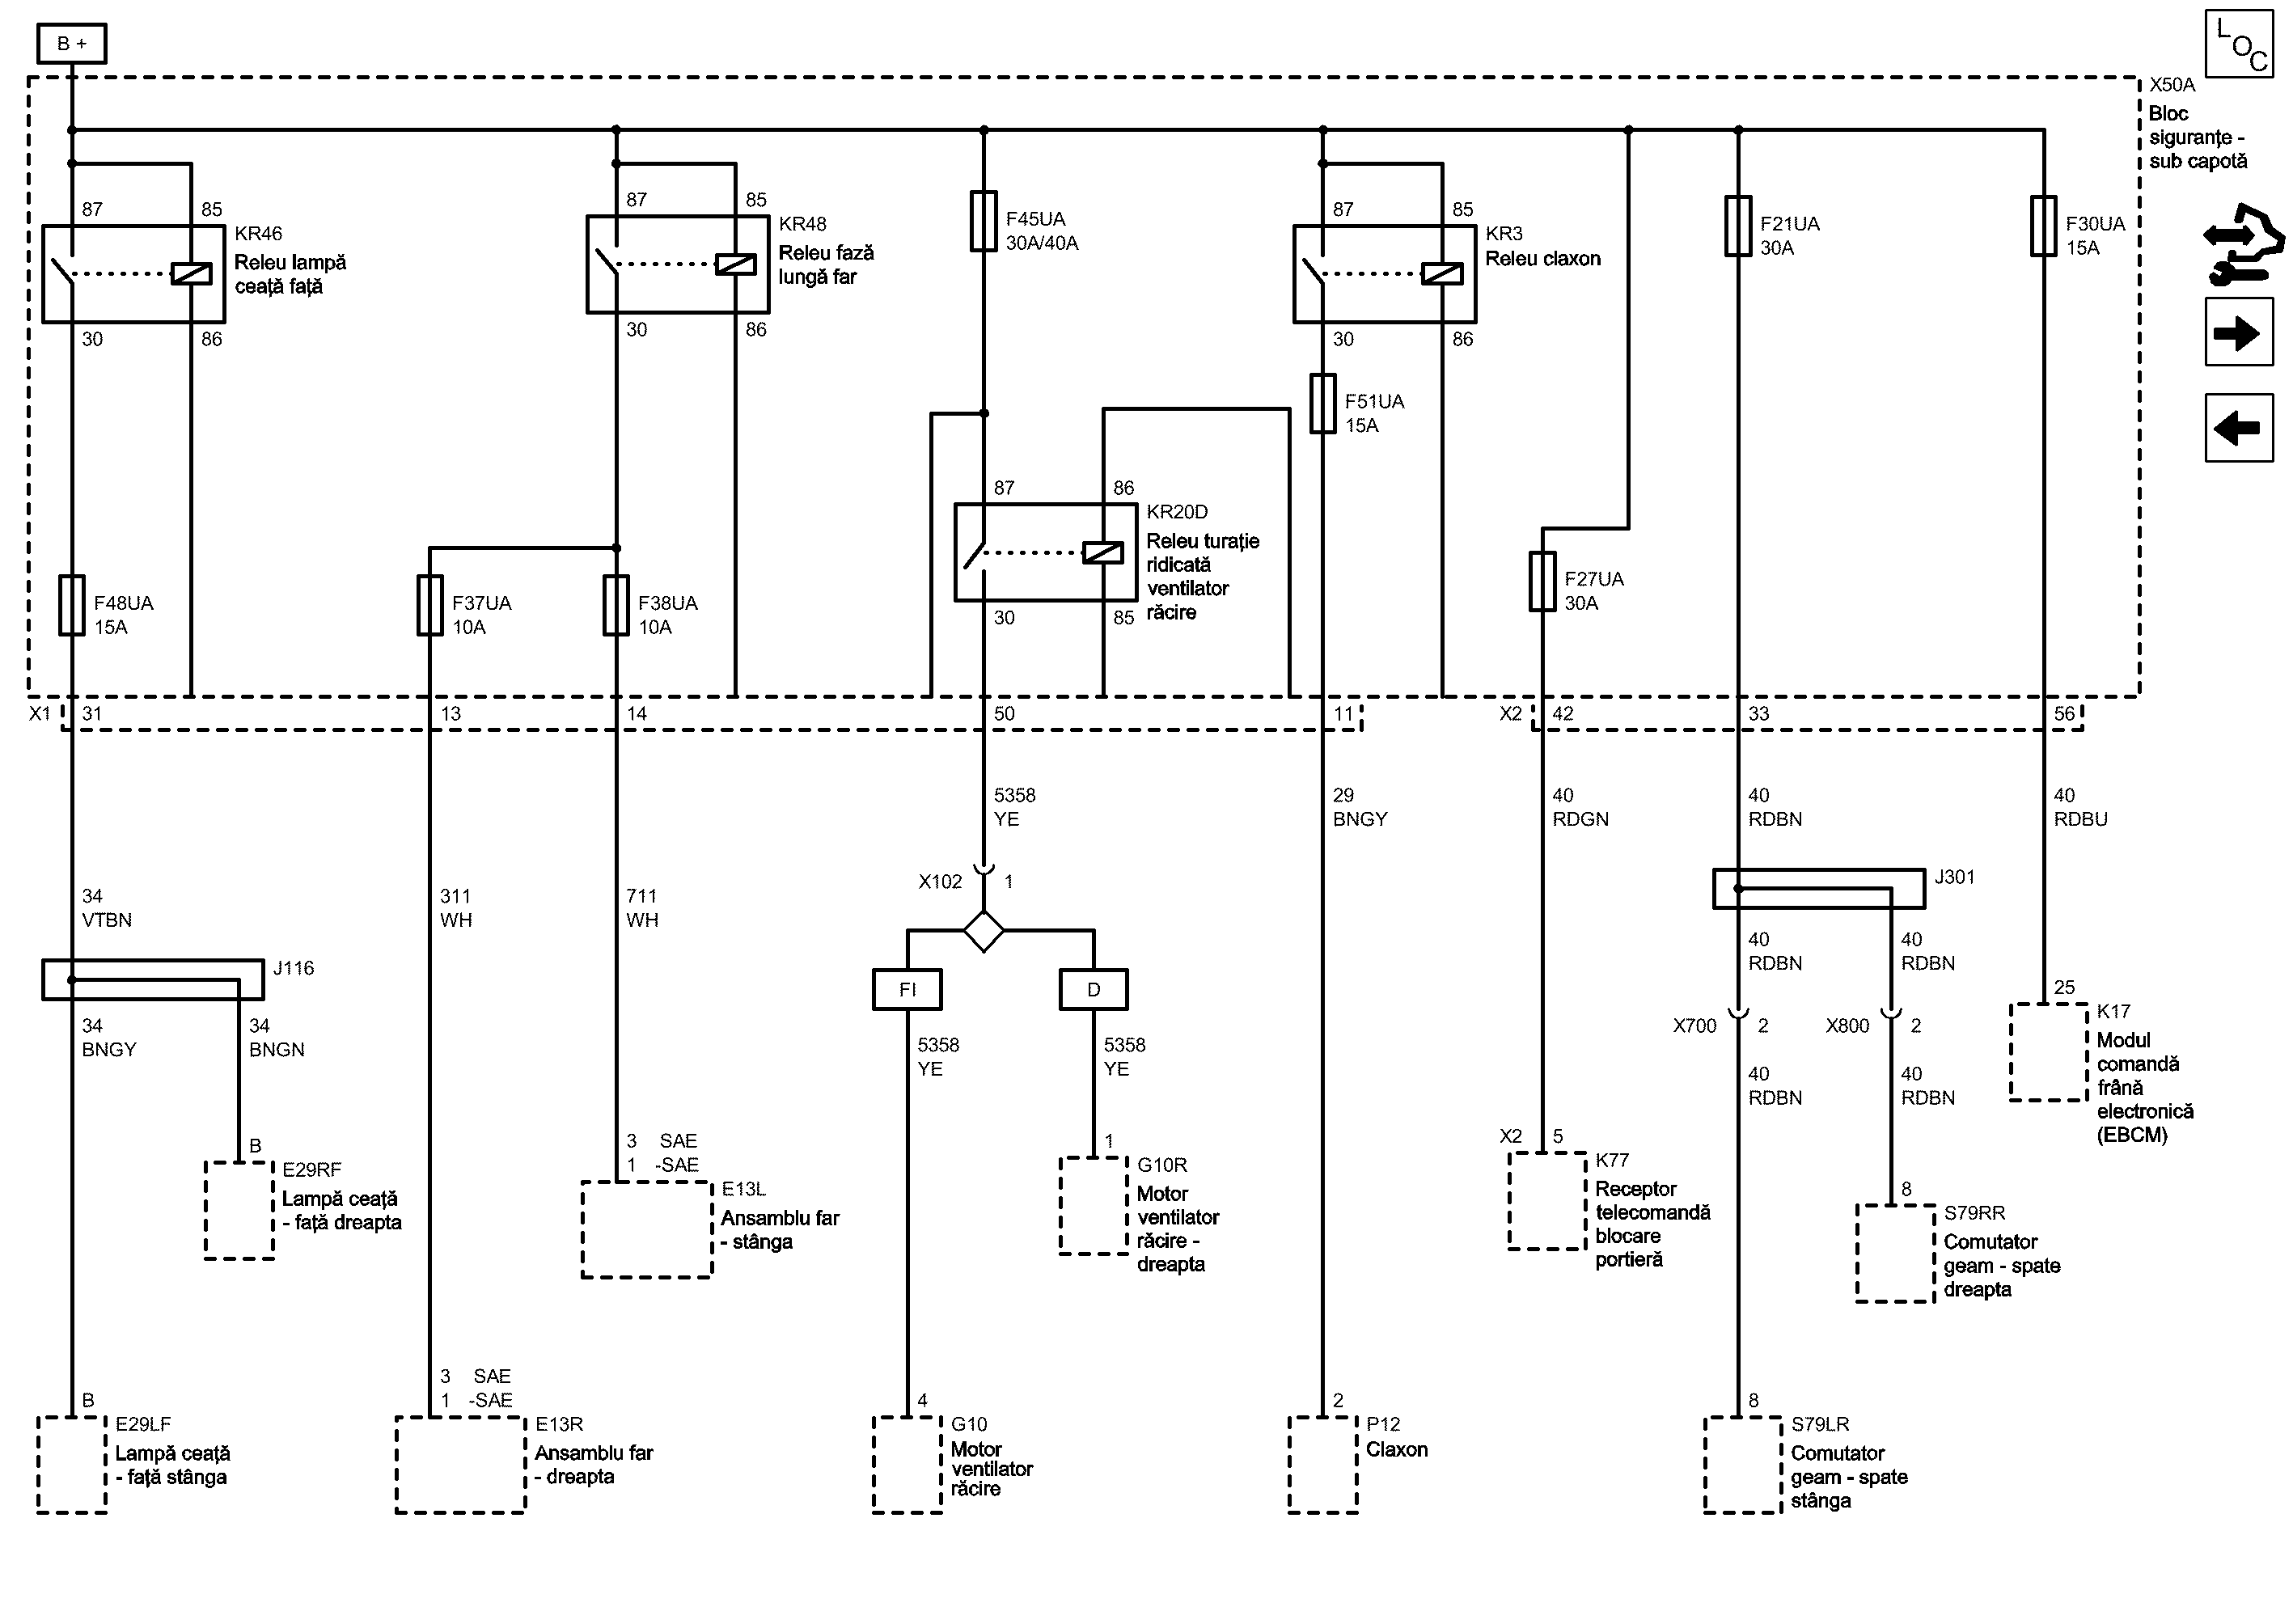 B +
L
O
C
X50A
Bloc
siguranțe -
sub capotă
87
85
KR46
Releu lampă
ceață față
30
86
87
85
KR48
Releu fază
lungă far
30
86
F45UA
30A/40A
87
85
KR3
Releu claxon
30
86
F51UA
15A
F21UA
30A
F30UA
15A
87
86
KR20D
Releu turație
ridicată
ventilator
răcire
30
85
F48UA
15A
F37UA
10A
F38UA
10A
F27UA
30A
X1
31
13
14
50
11
X2
42
33
56
5358
YE
29
BNGY
40
RDGN
40
RDBN
40
RDBU
34
VTBN
311
WH
711
WH
X102
1
J301
J116
FI
D
40
RDBN
40
RDBN
34
BNGY
34
BNGN
5358
YE
5358
YE
X700
2
X800
2
25
K17
Modul
comandă
frână
electronică
(EBCM)
40
RDBN
40
RDBN
B
E29RF
Lampă ceață
- față dreapta
3 SAE
1 -SAE
E13L
Ansamblu far
- stânga
1
G10R
Motor
ventilator
răcire -
dreapta
X2
5
K77
Receptor
telecomandă
blocare
portieră
8
S79RR
Comutator
geam - spate
dreapta
B
E29LF
Lampă ceață
- față stânga
3 SAE
1 -SAE
E13R
Ansamblu far
- dreapta
4
G10
Motor
ventilator
răcire
2
P12
Claxon
8
S79LR
Comutator
geam - spate
stânga